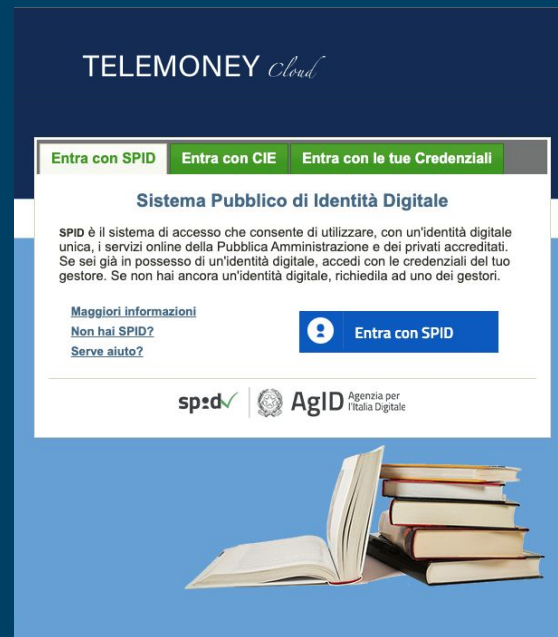 TELEMONEY Cloud
Entra con SPID Entra con CIE Entra con le tue Credenziali
Sistema Pubblico di Identità Digitale
SPID è il sistema di accesso che consente di utilizzare, con un'identità digitale
unica, i servizi online della Pubblica Amministrazione e dei privati accreditati.
Se sei già in possesso di un'identità digitale, accedi con le credenziali del tuo
gestore. Se non hai ancora un'identità digitale, richiedila ad uno dei gestori.
Maggiori informazioni
Non hai SPID?
Entra con SPID
Serve aiuto?
spid AgID Agenzia per
l'Italia Digitale